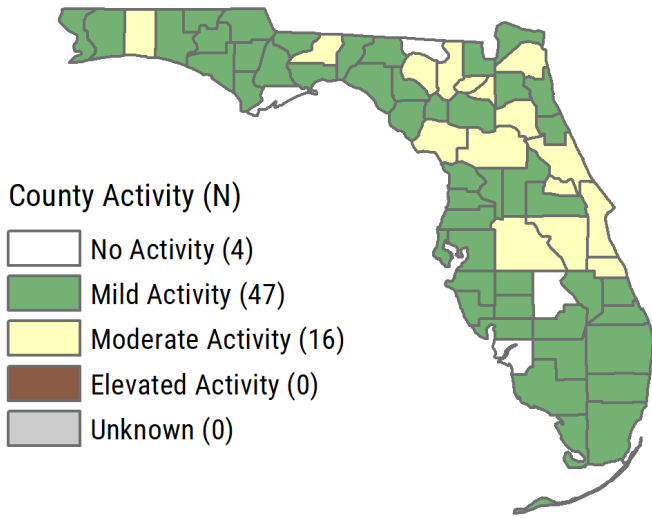 County Activity (N)
No Activity (4)
Mild Activity (47)
Moderate Activity (16)
Elevated Activity (0)
Unknown (0)